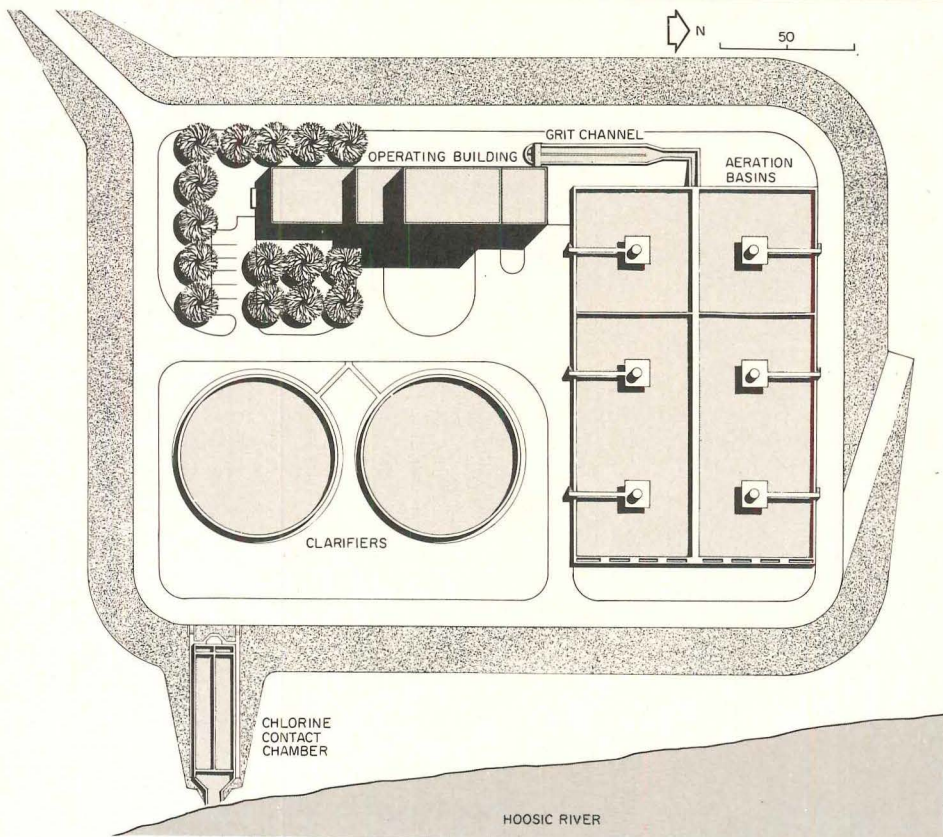 N
50
GRIT CHANNEL
OPERATING BUILDING
AERATION
BASINS
CLARIFIERS
CHLORINE
CONTACT
CHAMBER
HOOSIC RIVER